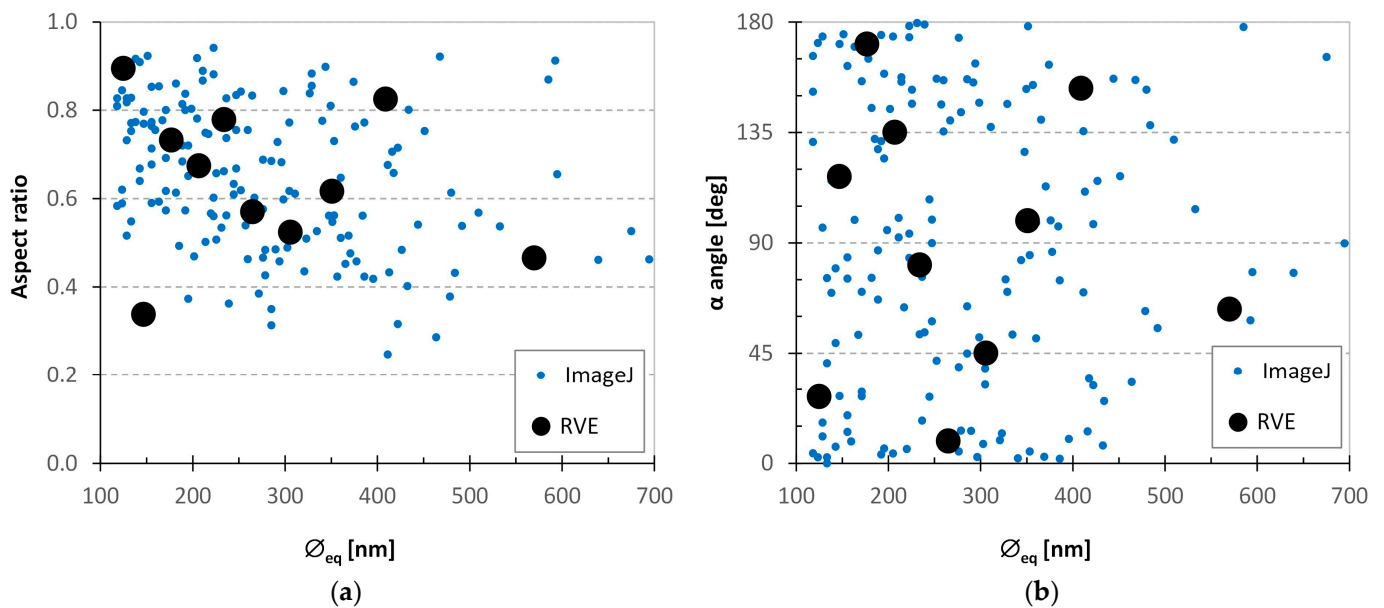 Aspect ratio
1.0
0.8
0.6
0.4
0.2
0.0
100 200 300 400 500 600 700
∅eq [nm]
ImageJ
RVE
(a)
α angle [deg]
180
135
90
45
0
100 200 300 400 500 600 700
∅eq [nm]
ImageJ
RVE
(b)